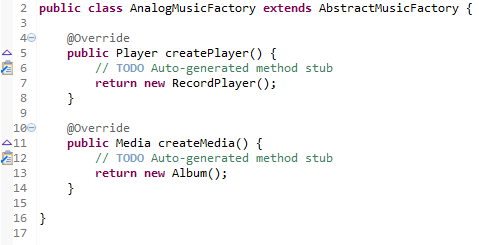 2 public class AnalogMusicFactory extends AbstractMusicFactory {
3
4 @Override
5 public Player createPlayer() {
6 // TODO Auto-generated method stub
7 return new RecordPlayer();
8 }
9
10 @Override
11 public Media createMedia() {
12 // TODO Auto-generated method stub
13 return new Album();
14 }
15
16 }
17